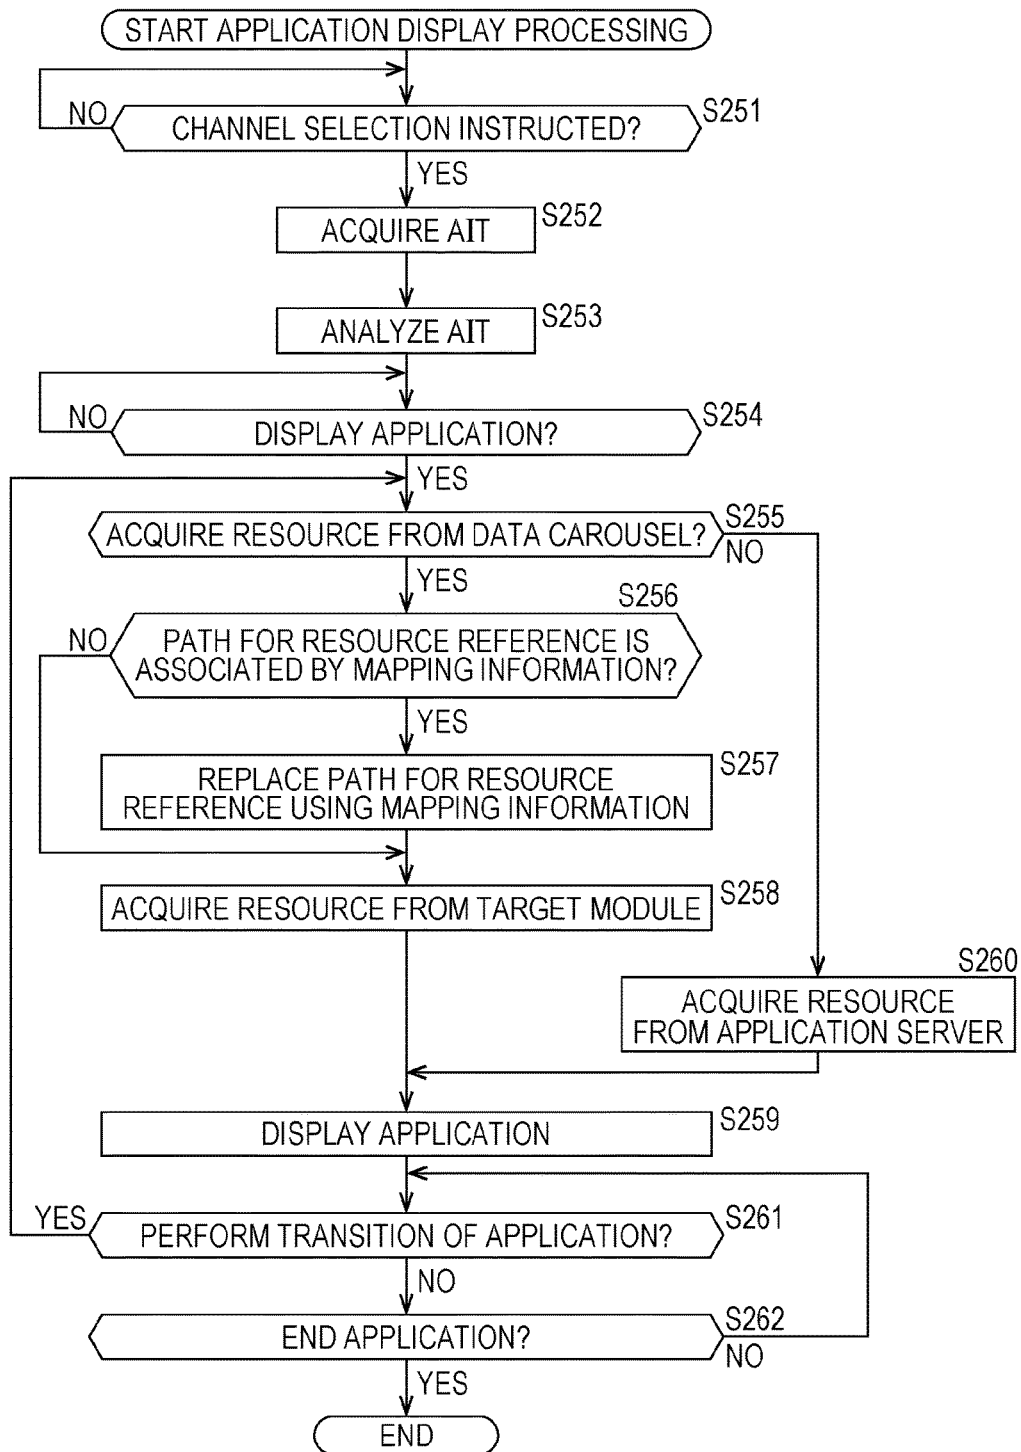 START APPLICATION DISPLAY PROCESSING
NO
CHANNEL SELECTION INSTRUCTED?
S251
YES
ACQUIRE AIT
S252
ANALYZE AIT
S253
NO
DISPLAY APPLICATION?
S254
YES
ACQUIRE RESOURCE FROM DATA CAROUSEL?
S255
NO
YES
S256
NO
PATH FOR RESOURCE REFERENCE IS
ASSOCIATED BY MAPPING INFORMATION?
YES
REPLACE PATH FOR RESOURCE
REFERENCE USING MAPPING INFORMATION
S257
ACQUIRE RESOURCE FROM TARGET MODULE
S258
S260
ACQUIRE RESOURCE
FROM APPLICATION SERVER
DISPLAY APPLICATION
S259
YES
PERFORM TRANSITION OF APPLICATION?
S261
NO
END APPLICATION?
S262
NO
YES
END